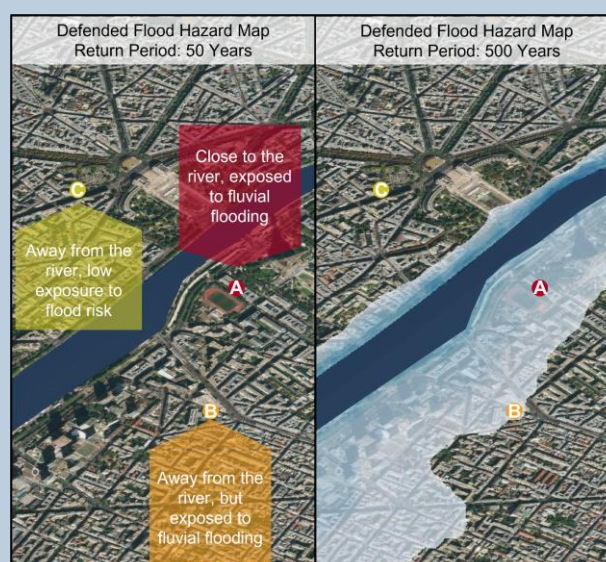 Defended Flood Hazard Map
Return Period: 50 Years
Defended Flood Hazard Map
Return Period: 500 Years
Close to the
river, exposed
to fluvial
flooding
C
C
Away from the
river, low
exposure to
flood risk
A
A
B
B
Away from the
river, but
exposed to
fluvial flooding